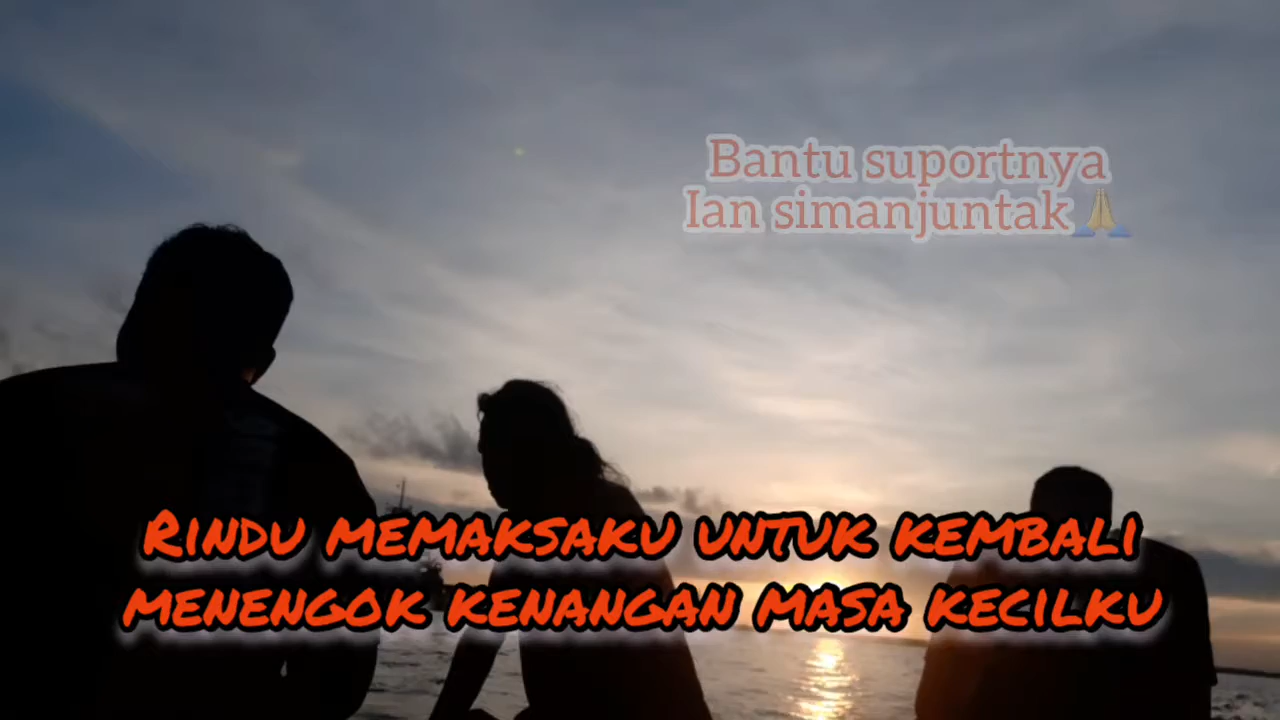 Bantu suportnya
Ian simanjuntak🙏
Rindu memaksaku untuk kembali
menengok kenangan masa kecilku